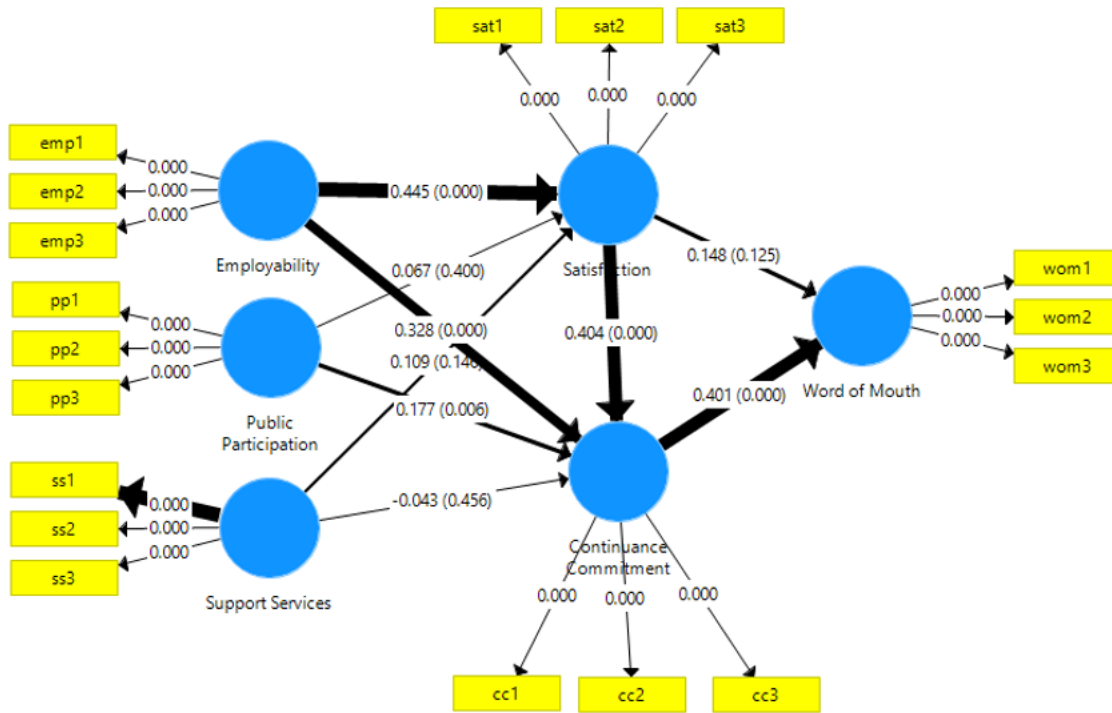 sat1
sat2
sat3
0.000
0.000
0.000
emp1
emp2
emp3
0.000
0.000
0.000
Employability
0.445 (0.000)
Satisfaction
0.067 (0.400)
0.148 (0.125)
pp1
pp2
pp3
0.000
0.000
0.000
Public
Participation
0.328 (0.000)
0.109 (0.146)
0.404 (0.000)
0.177 (0.006)
0.401 (0.000)
wom1
wom2
wom3
0.000
0.000
0.000
Word of Mouth
ss1
ss2
ss3
0.000
0.000
0.000
Support Services
-0.043 (0.456)
Continuance
Commitment
0.000
0.000
0.000
cc1
cc2
cc3